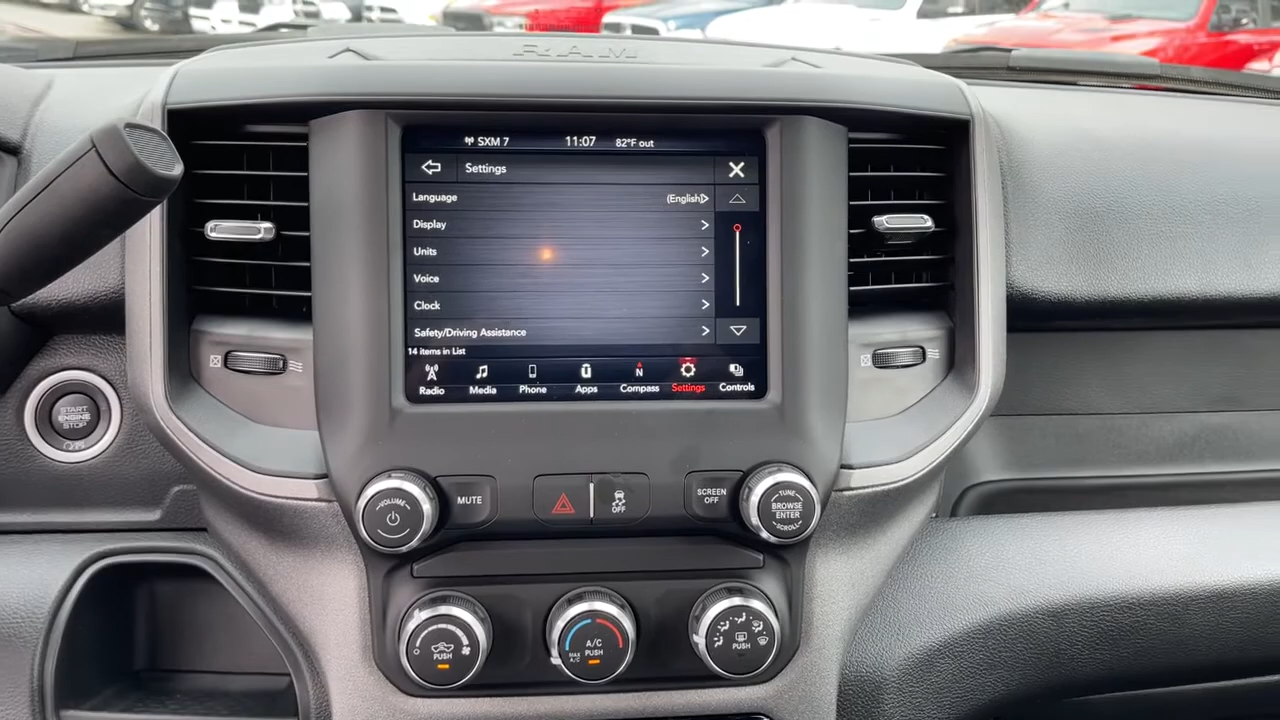 RAM
SXM 7 11:07 82°F out
Settings
Language (English)
Display
Units
Voice
Clock
Safety/Driving Assistance
14 items in List
N
Radio Media Phone Apps Compass Settings Controls
START
ENGINE
STOP
VOLUME
MUTE
OFF
SCREEN
OFF
TUNE
BROWSE
ENTER
SCROLL
PUSH
A/C
PUSH
MAX
A/C
PUSH